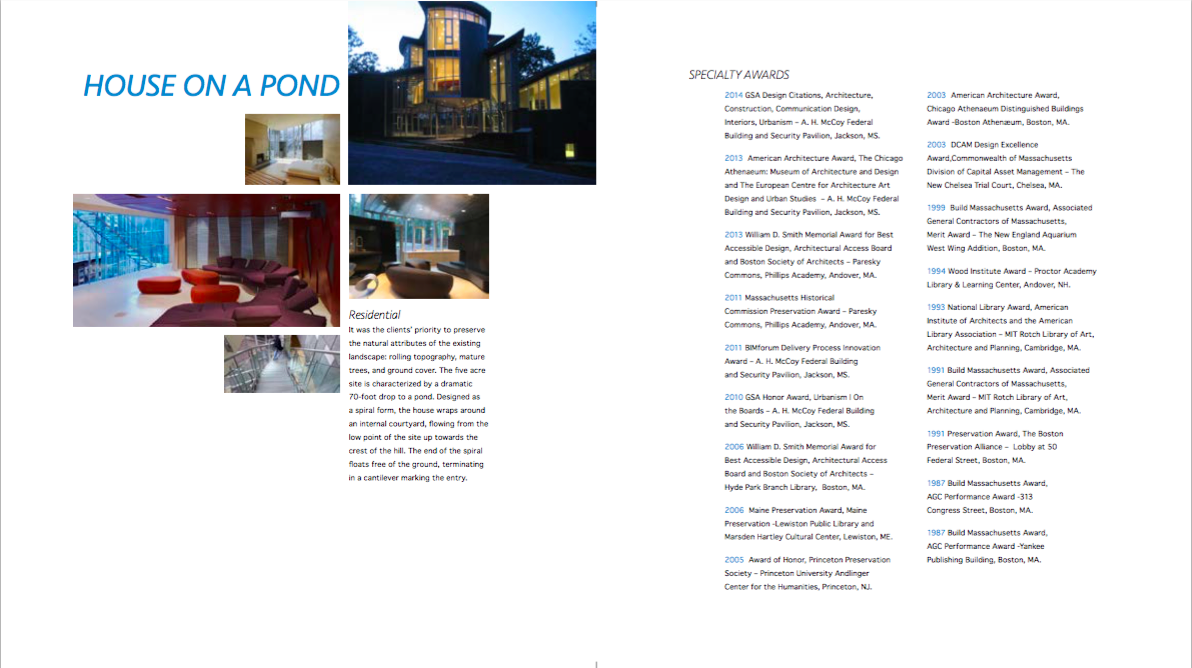 HOUSE ON A POND
Residential
It was the clients' priority to preserve
the natural attributes of the existing
landscape: rolling topography, mature
trees, and ground cover. The five acre
site is characterized by a dramatic
70-foot drop to a pond. Designed as
a spiral form, the house wraps around
an internal courtyard, flowing from the
low point of the site up towards the
crest of the hill. The end of the spiral
floats free of the ground, terminating
in a cantilever marking the entry.
SPECIALTY AWARDS
2014 GSA Design Citations, Architecture,
Construction, Communication Design,
Interiors, Urbanism – A. H. McCoy Federal
Building and Security Pavilion, Jackson, MS.
2013 American Architecture Award, The Chicago
Athenaeum: Museum of Architecture and Design
and The European Centre for Architecture Art
Design and Urban Studies – A. H. McCoy Federal
Building and Security Pavilion, Jackson, MS.
2013 William D. Smith Memorial Award for Best
Accessible Design, Architectural Access Board
and Boston Society of Architects – Paresky
Commons, Phillips Academy, Andover, MA.
2011 Massachusetts Historical
Commission Preservation Award – Paresky
Commons, Phillips Academy, Andover, MA.
2011 BIMforum Delivery Process Innovation
Award – A. H. McCoy Federal Building
and Security Pavilion, Jackson, MS.
2010 GSA Honor Award, Urbanism | On
the Boards – A. H. McCoy Federal Building
and Security Pavilion, Jackson, MS.
2006 William D. Smith Memorial Award for
Best Accessible Design, Architectural Access
Board and Boston Society of Architects –
Hyde Park Branch Library, Boston, MA.
2006 Maine Preservation Award, Maine
Preservation -Lewiston Public Library and
Marsden Hartley Cultural Center, Lewiston, ME.
2005 Award of Honor, Princeton Preservation
Society – Princeton University Andlinger
Center for the Humanities, Princeton, NJ.
2003 American Architecture Award,
Chicago Athenaeum Distinguished Buildings
Award -Boston Athenæum, Boston, MA.
2003 DCAM Design Excellence
Award,Commonwealth of Massachusetts
Division of Capital Asset Management – The
New Chelsea Trial Court, Chelsea, MA.
1999 Build Massachusetts Award, Associated
General Contractors of Massachusetts,
Merit Award – The New England Aquarium
West Wing Addition, Boston, MA.
1994 Wood Institute Award – Proctor Academy
Library & Learning Center, Andover, NH.
1993 National Library Award, American
Institute of Architects and the American
Library Association – MIT Rotch Library of Art,
Architecture and Planning, Cambridge, MA.
1991 Build Massachusetts Award, Associated
General Contractors of Massachusetts,
Merit Award – MIT Rotch Library of Art,
Architecture and Planning, Cambridge, MA.
1991 Preservation Award, The Boston
Preservation Alliance – Lobby at 50
Federal Street, Boston, MA.
1987 Build Massachusetts Award,
AGC Performance Award -313
Congress Street, Boston, MA.
1987 Build Massachusetts Award,
AGC Performance Award -Yankee
Publishing Building, Boston, MA.